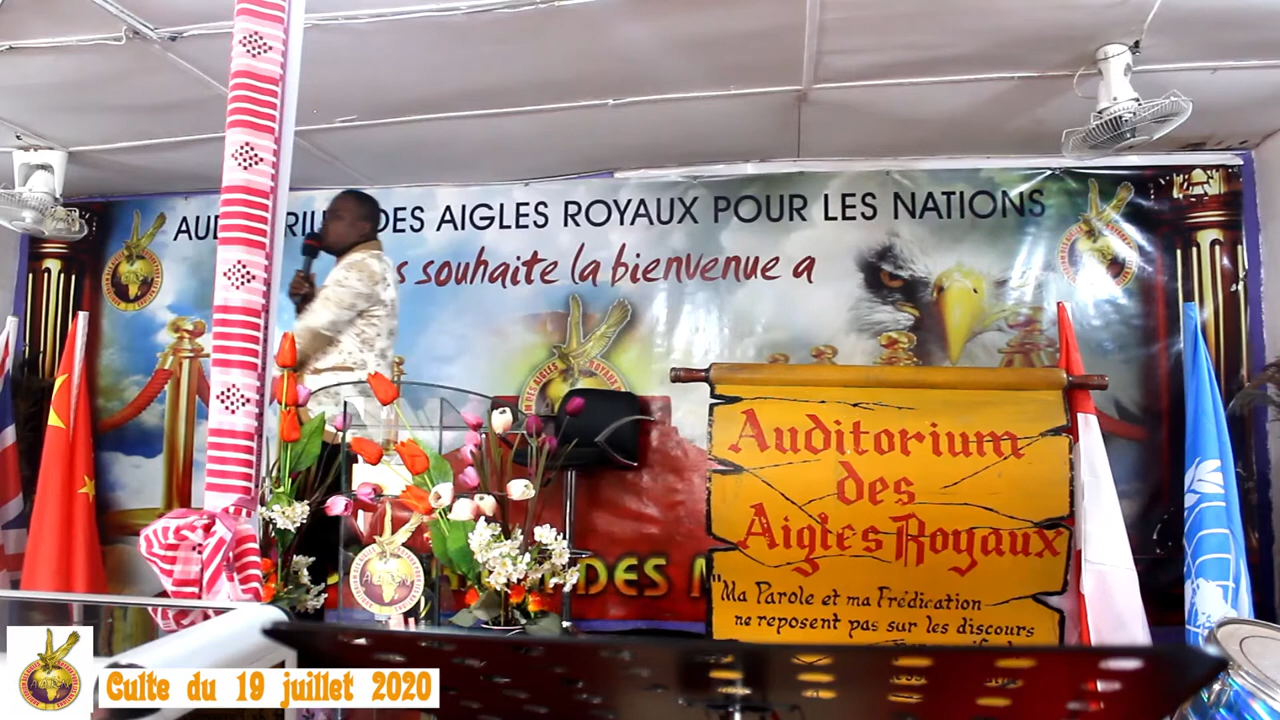 DES AIGLES ROYAUX POUR LES NATIONS
souhaite la bienvenue a
Auditorium
des
Aigles Royaux
"Ma Parole et ma Prédication
ne reposent pas sur les discours
DES
Culte du 19 juillet 2020